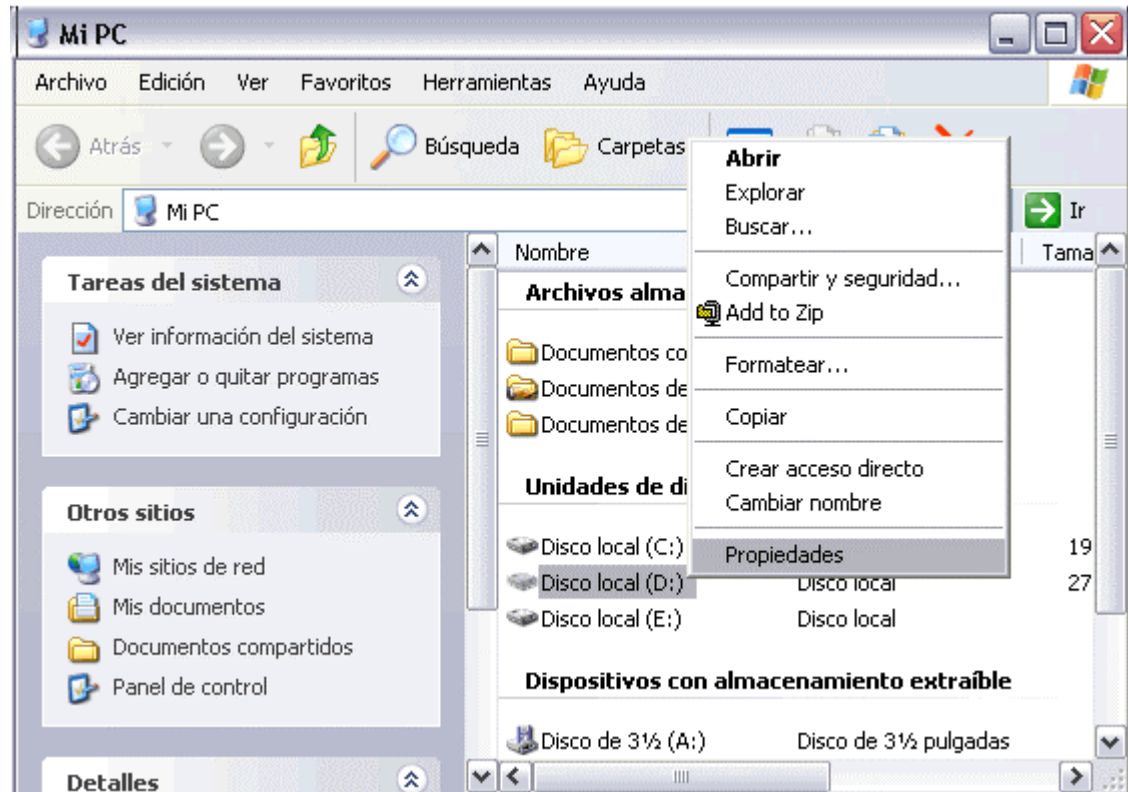 Mi PC
Archivo Edición Ver Favoritos Herramientas Ayuda
Atrás Búsqueda Carpetas
Dirección Mi PC Ir
Tareas del sistema
Ver información del sistema
Agregar o quitar programas
Cambiar una configuración
Otros sitios
Mis sitios de red
Mis documentos
Documentos compartidos
Panel de control
Detalles
Nombre Tama
Archivos alma
Documentos co
Documentos de
Documentos de
Unidades de di
Disco local (C:) 19
Disco local (D:) Disco local 27
Disco local (E:) Disco local
Dispositivos con almacenamiento extraíble
Disco de 3½ (A:) Disco de 3½ pulgadas
Abrir
Explorar
Buscar...
Compartir y seguridad...
Add to Zip
Formatear...
Copiar
Crear acceso directo
Cambiar nombre
Propiedades